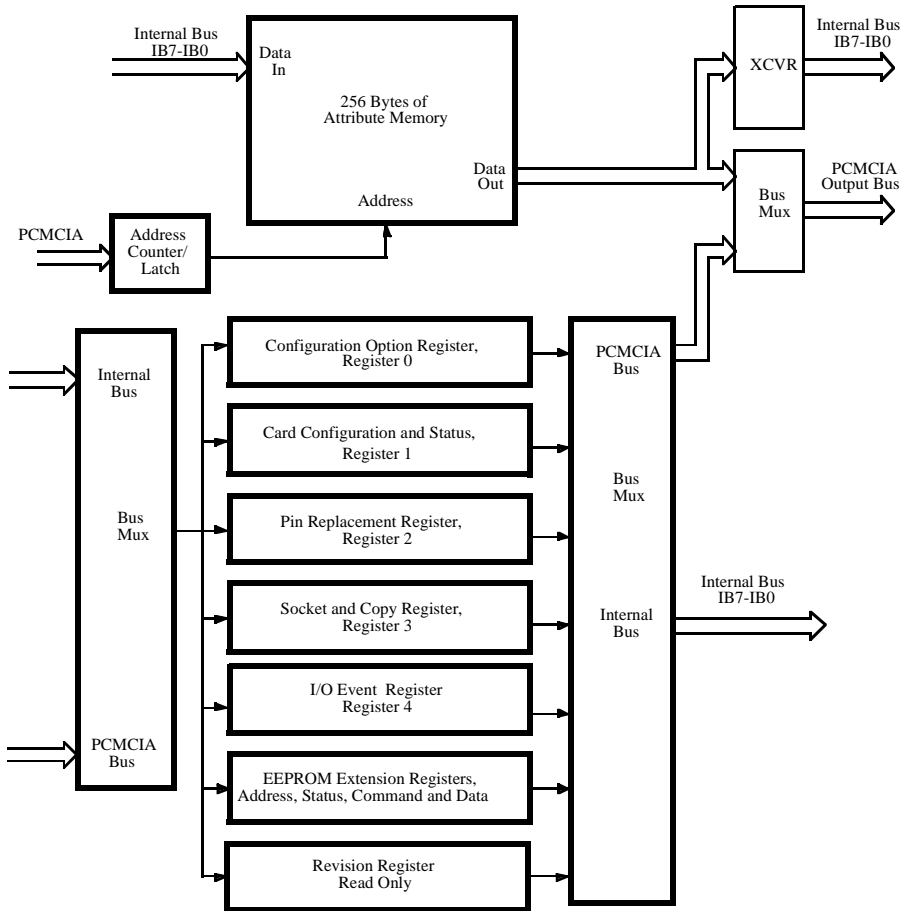 Internal Bus
IB7-IB0
Data
In
256 Bytes of
Attribute Memory
Data
Out
Address
XCVR
Internal Bus
IB7-IB0
Bus
Mux
PCMCIA
Output Bus
PCMCIA
Address
Counter/
Latch
Internal
Bus
Bus
Mux
PCMCIA
Bus
Configuration Option Register,
Register 0
Card Configuration and Status,
Register 1
Pin Replacement Register,
Register 2
Socket and Copy Register,
Register 3
I/O Event Register
Register 4
EEPROM Extension Registers,
Address, Status, Command and Data
Revision Register
Read Only
PCMCIA
Bus
Bus
Mux
Internal
Bus
Internal Bus
IB7-IB0